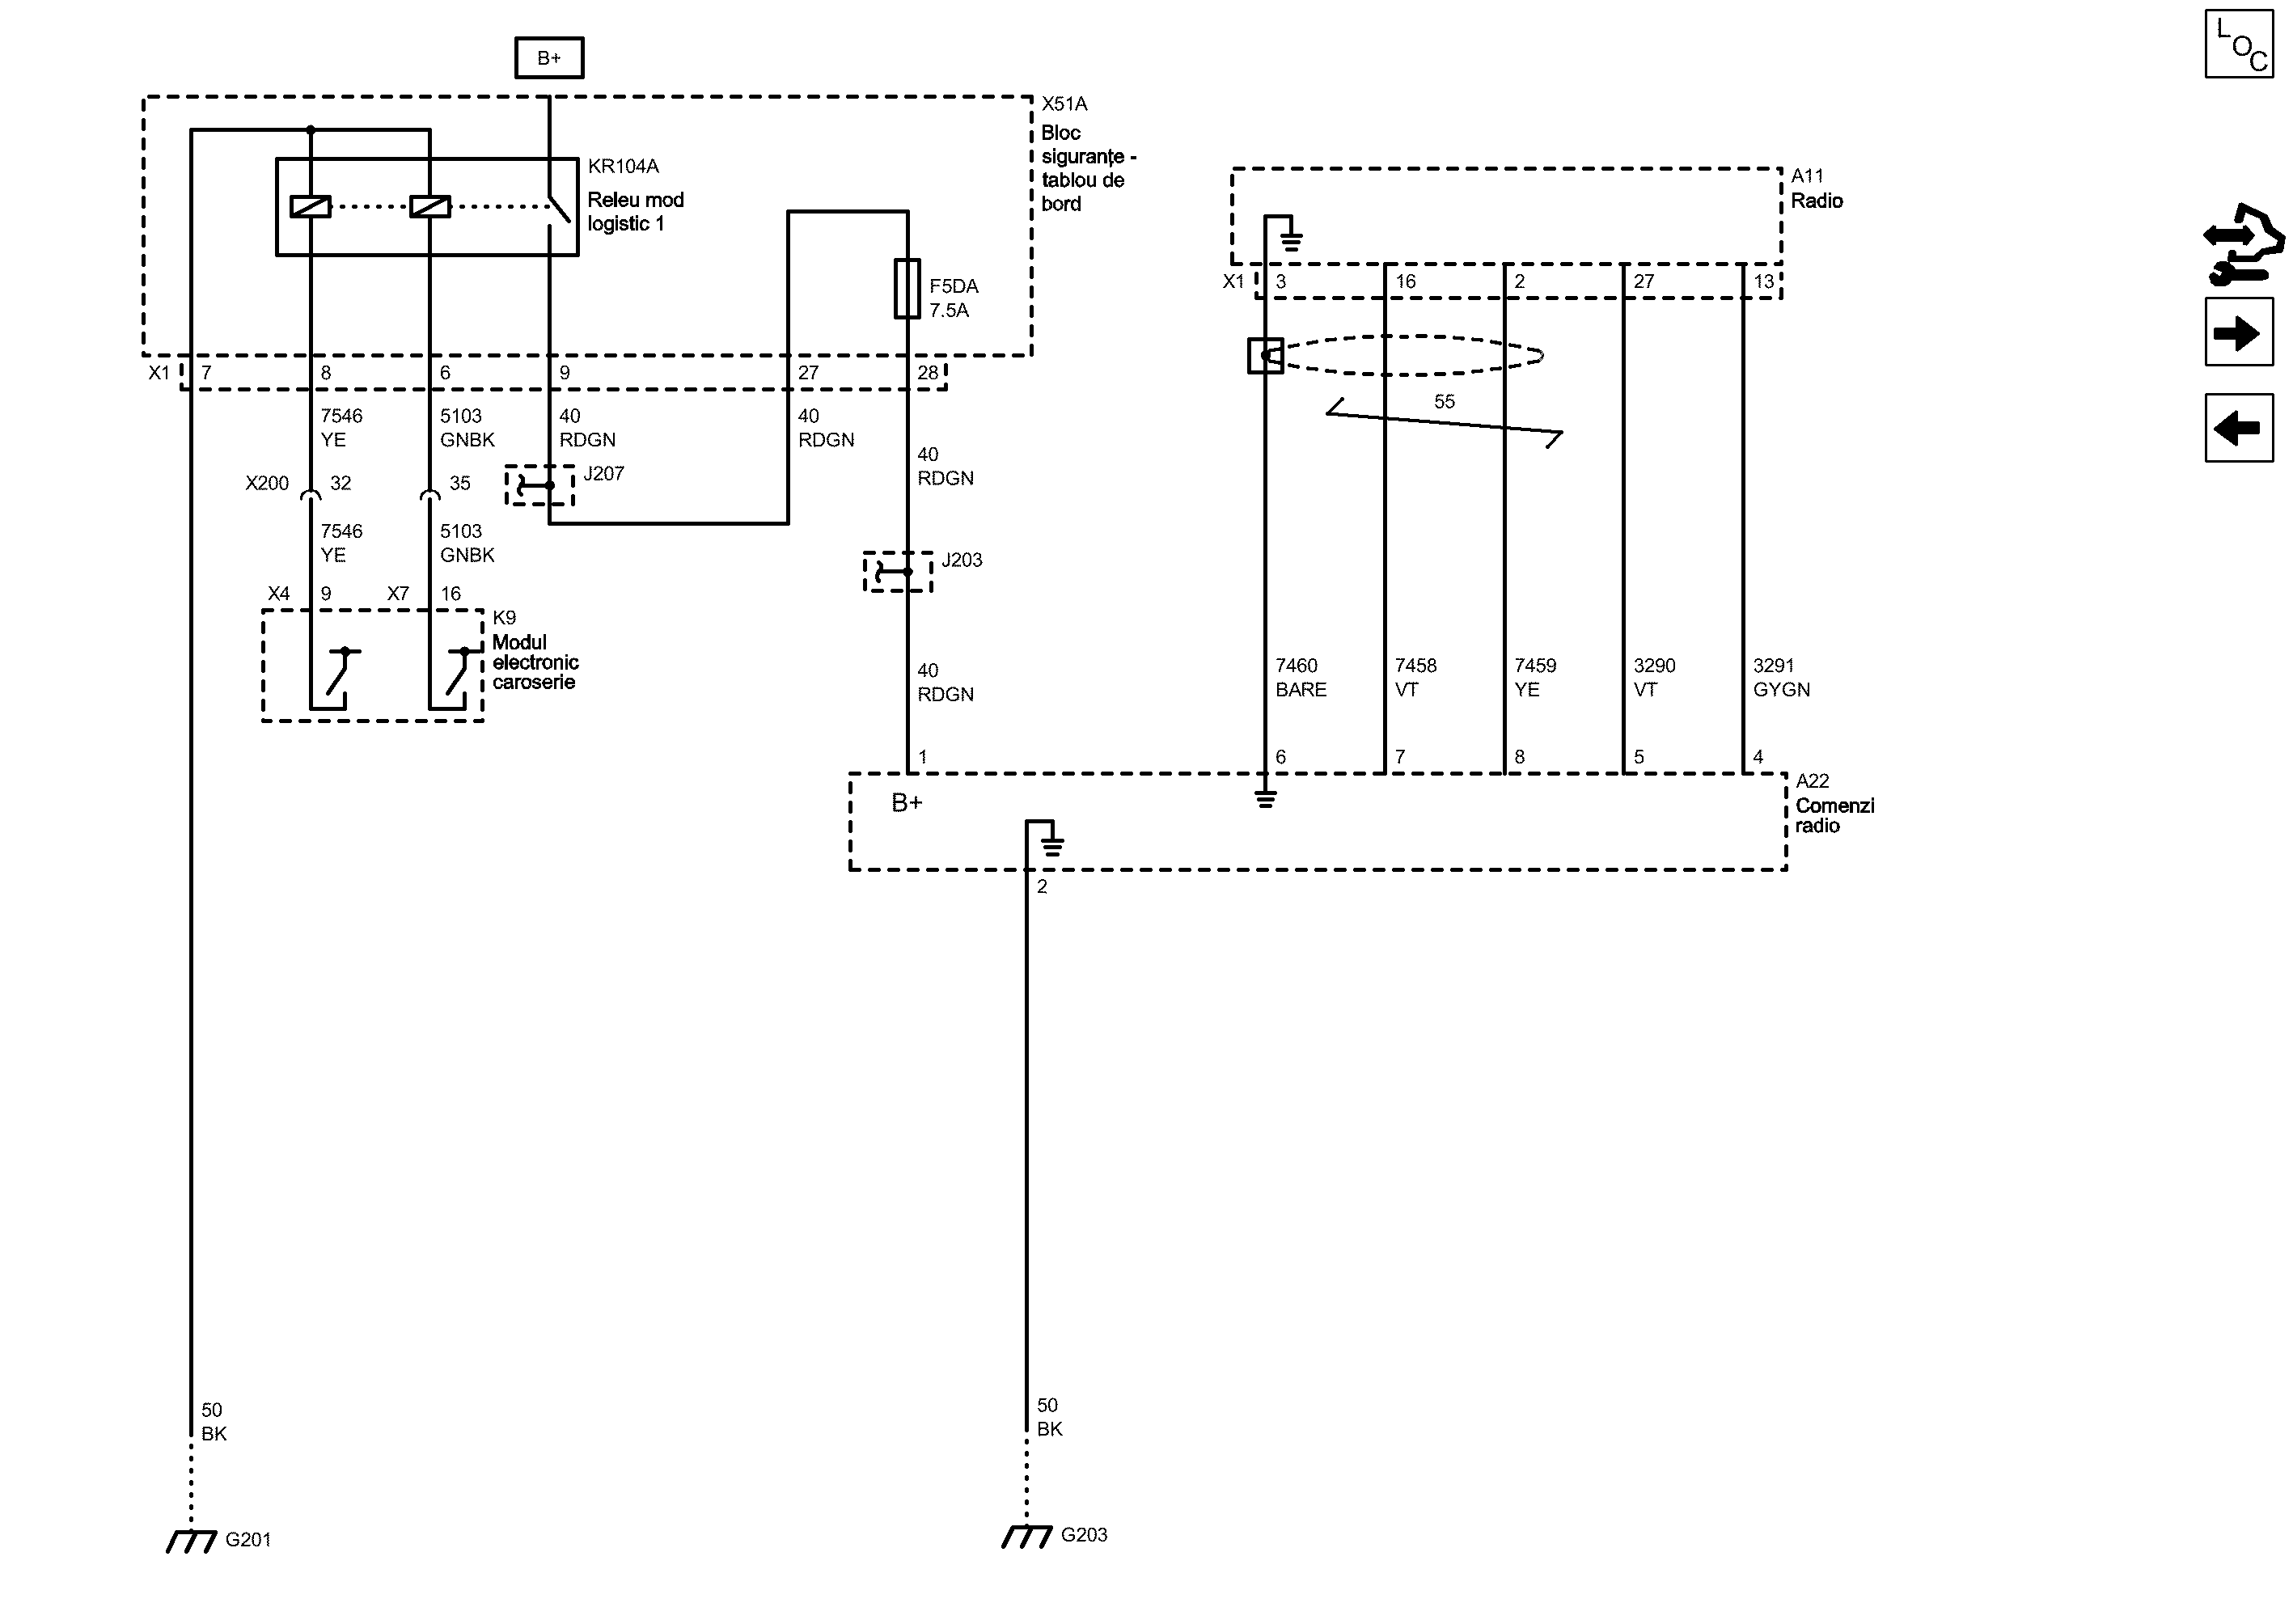 B+
LOC
X51A
Bloc
siguranțe -
tablou de
bord
KR104A
Releu mod
logistic 1
F5DA
7.5A
A11
Radio
X1 3 16 2 27 13
X1 7 8 6 9 27 28
55
7546
YE
5103
GNBK
40
RDGN
40
RDGN
40
RDGN
J207
X200 32 35
7546
YE
5103
GNBK
J203
X4 9 X7 16
K9
Modul
electronic
caroserie
40
RDGN
7460
BARE
7458
VT
7459
YE
3290
VT
3291
GYGN
1 6 7 8 5 4
A22
Comenzi
radio
B+
2
50
BK
50
BK
G201
G203